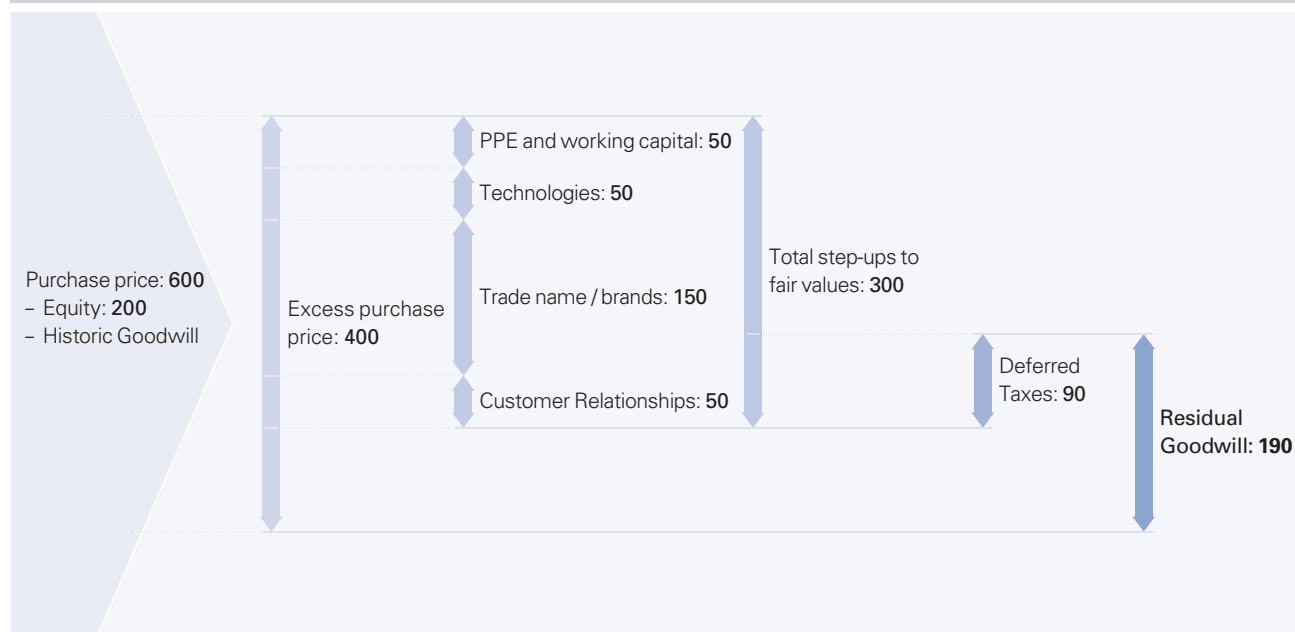 Purchase price: 600
– Equity: 200
– Historic Goodwill
Excess purchase
price: 400
PPE and working capital: 50
Technologies: 50
Trade name / brands: 150
Customer Relationships: 50
Total step-ups to
fair values: 300
Deferred
Taxes: 90
Residual
Goodwill: 190